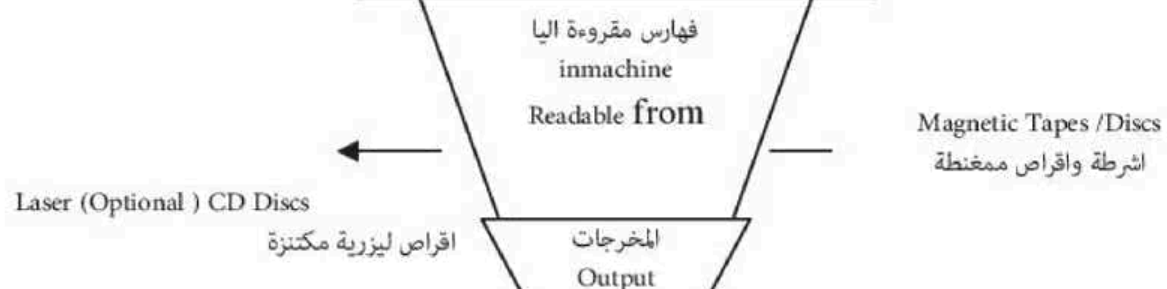 فهارس مقروءة اليا
inmachine
Readable from
Magnetic Tapes /Discs
اشرطة واقراص ممغنطة
Laser (Optional ) CD Discs
اقراص ليزرية مكتنزة
المخرجات
Output